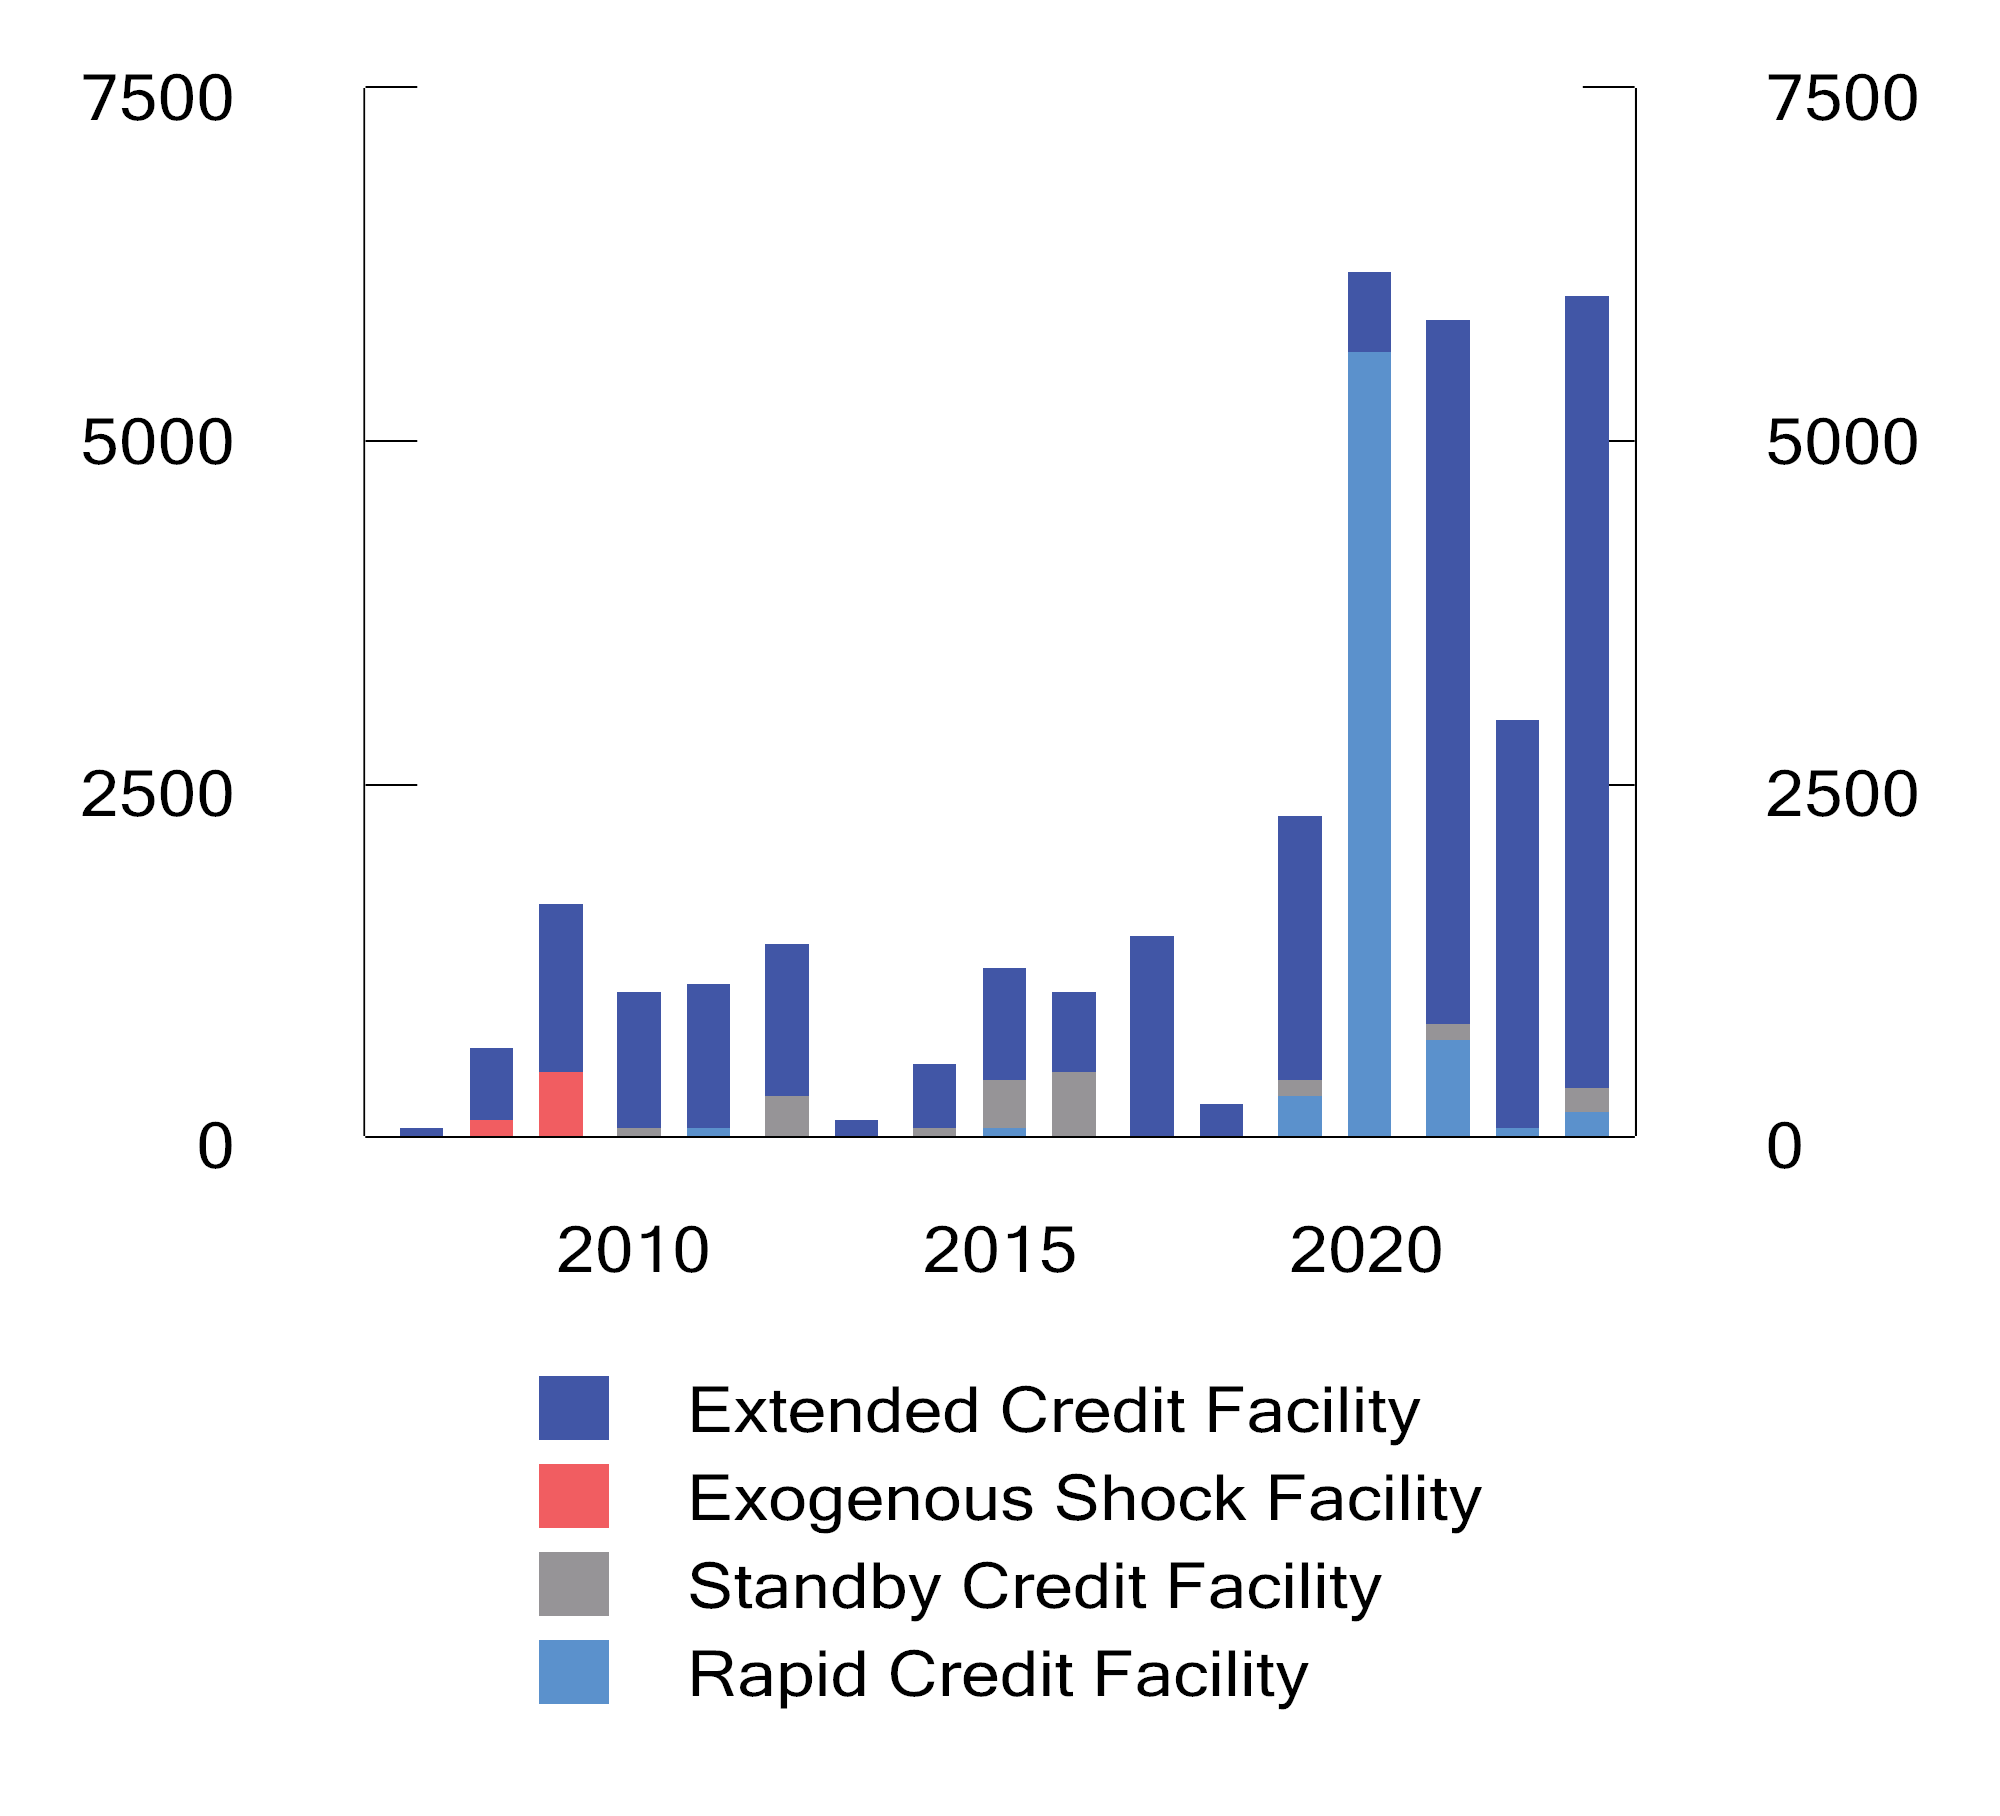 7500 7500
5000 5000
2500 2500
0 0
2010 2015 2020
Extended Credit Facility
Exogenous Shock Facility
Standby Credit Facility
Rapid Credit Facility